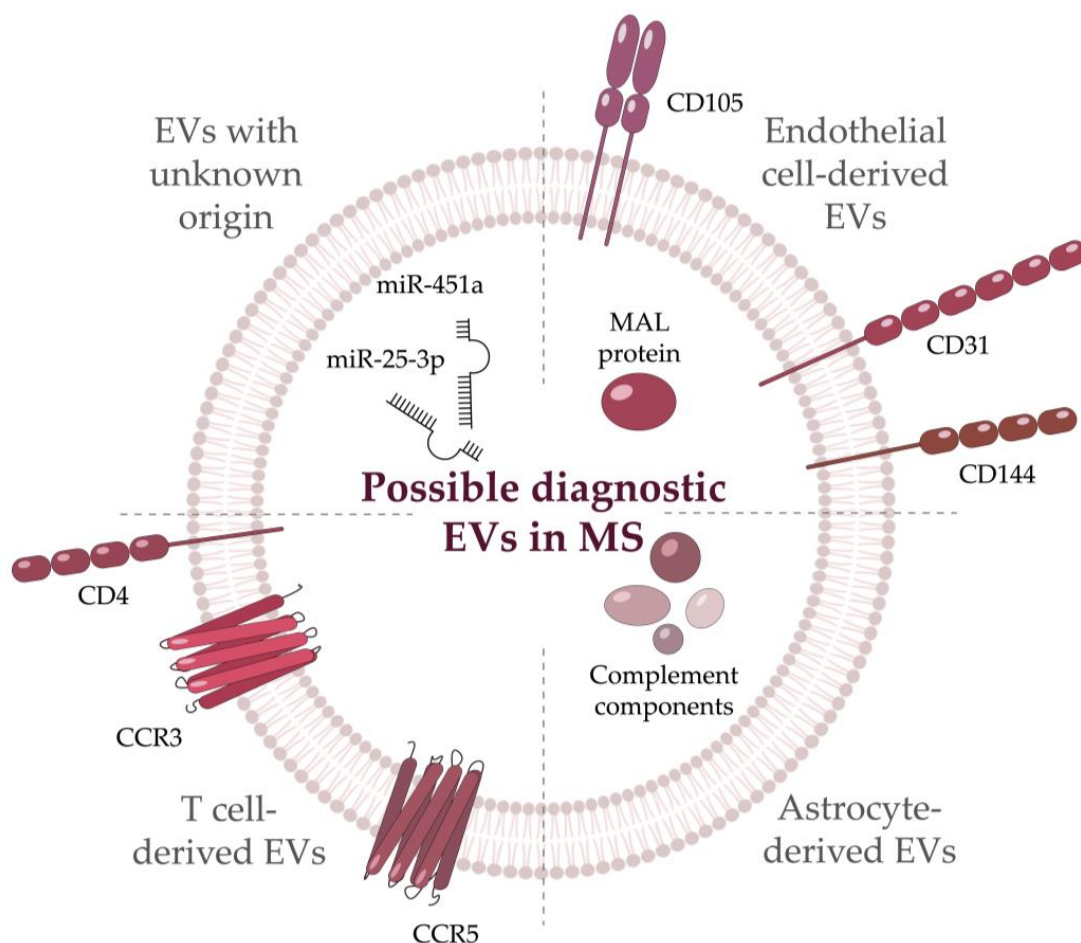 EVs with
unknown
origin
CD105
Endothelial
cell-derived
EVs
miR-451a
miR-25-3p
MAL
protein
CD31
CD144
Possible diagnostic
EVs in MS
CD4
CCR3
T cell-
derived EVs
CCR5
Complement
components
Astrocyte-
derived EVs